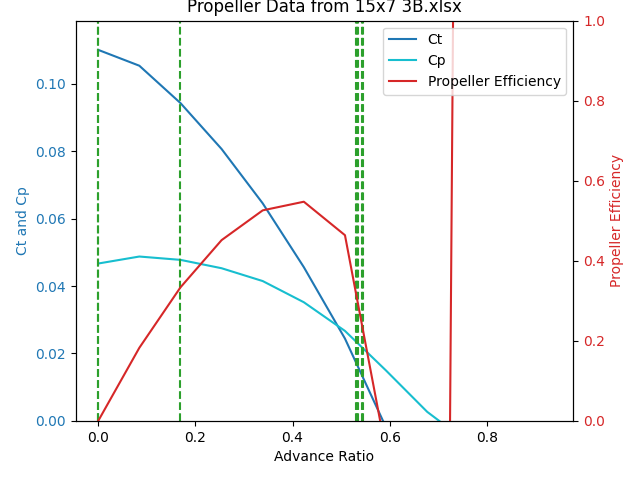 Propeller Data from 15x7 3B.xlsx
Ct
Cp
Propeller Efficiency
Ct and Cp
0.10
0.08
0.06
0.04
0.02
0.00
1.0
0.8
0.6
0.4
0.2
0.0
Propeller Efficiency
0.0 0.2 0.4 0.6 0.8
Advance Ratio